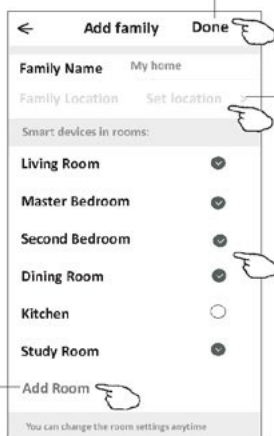 ← Add family Done
Family Name My home
Family Location Set location >
Smart devices in rooms:
Living Room
Master Bedroom
Second Bedroom
Dining Room
Kitchen
Study Room
Add Room
You can change the room settings anytime